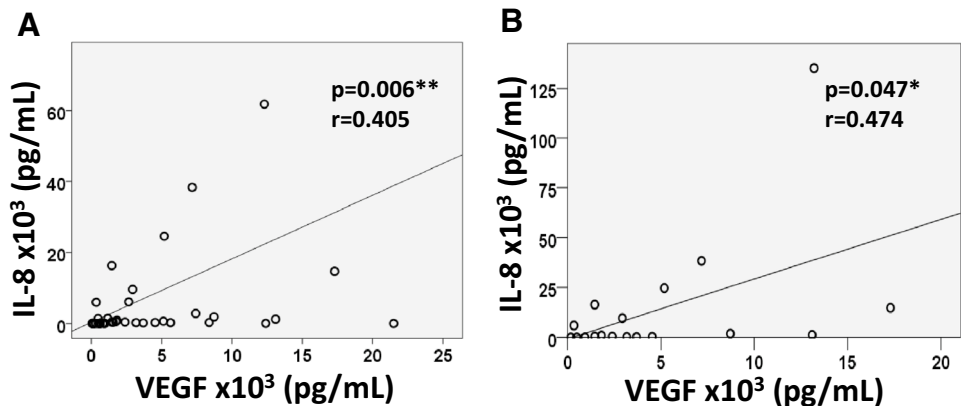 A
IL-8 x10³ (pg/mL)
60
40
20
0
p=0.006**
r=0.405
0 5 10 15 20 25
VEGF x10³ (pg/mL)
B
IL-8 x10³ (pg/mL)
125
100
75
50
25
0
p=0.047*
r=0.474
0 5 10 15 20
VEGF x10³ (pg/mL)